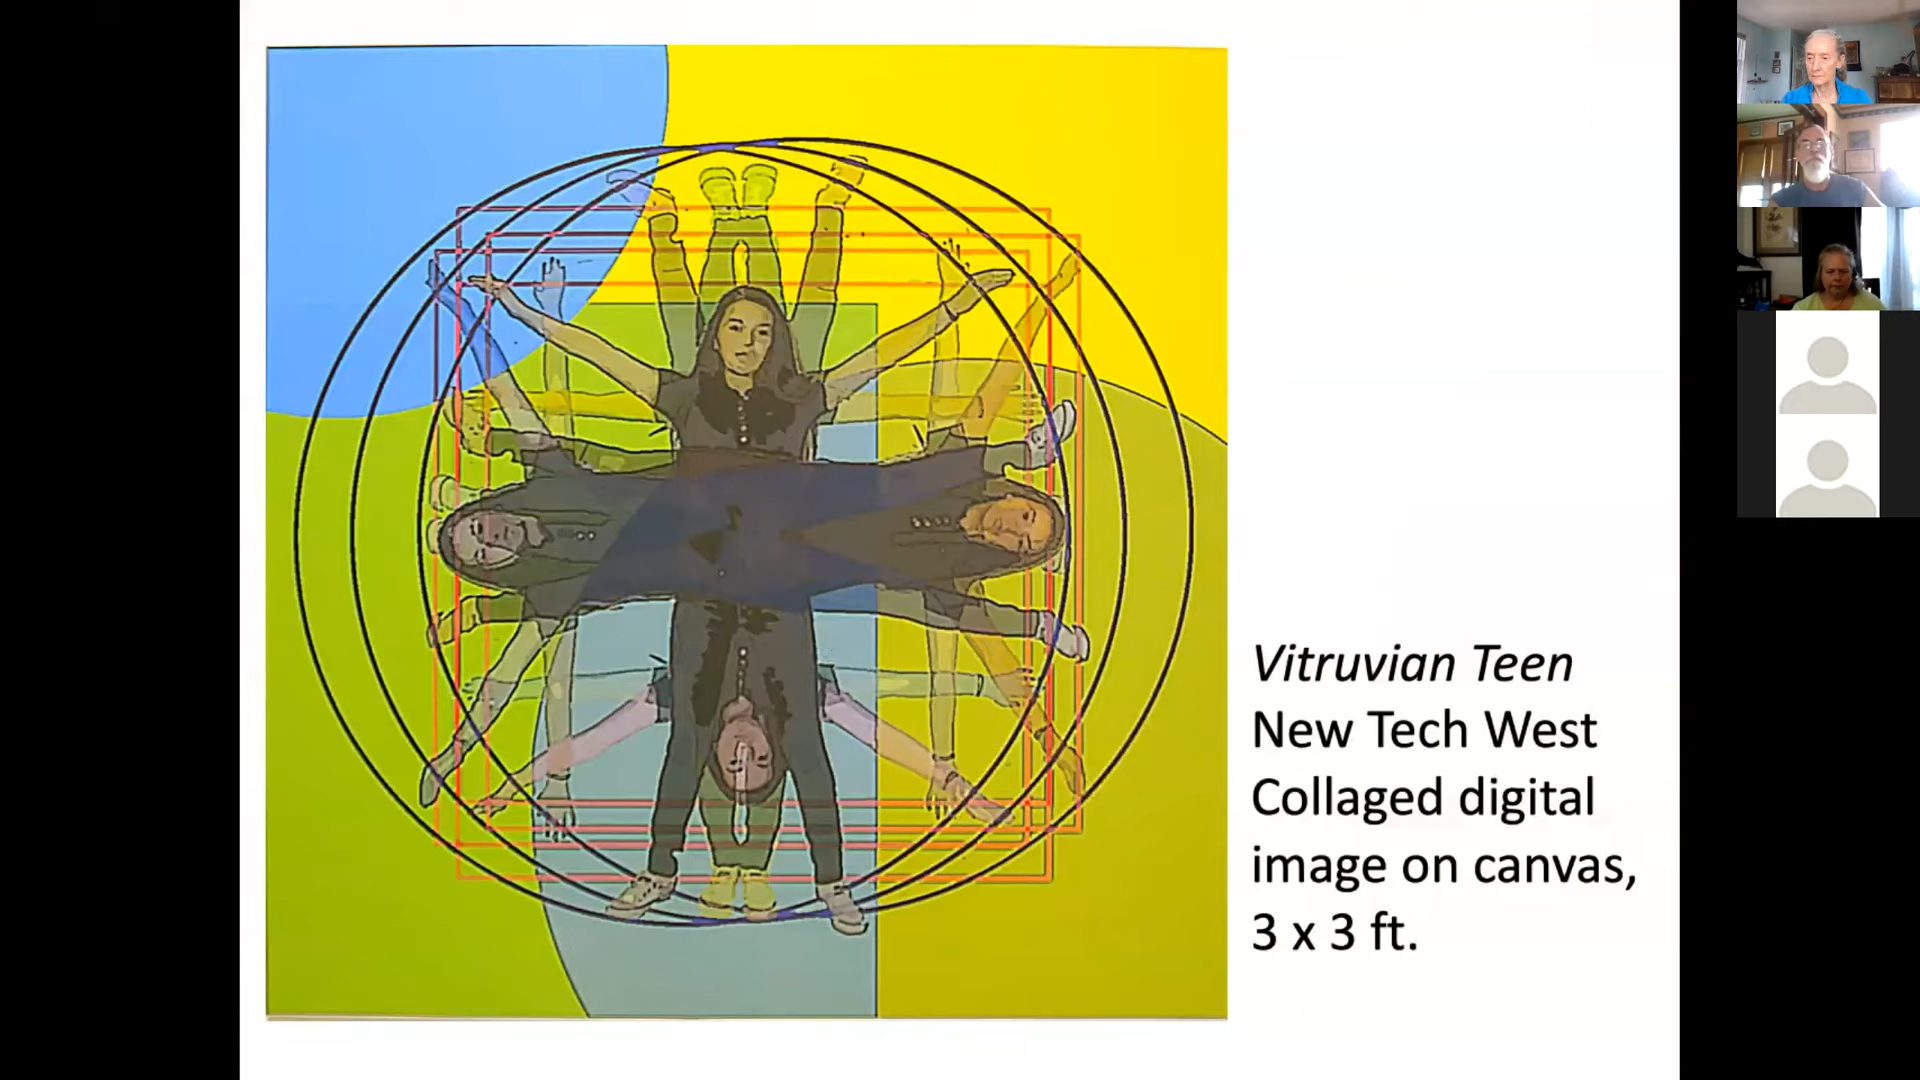 Vitruvian Teen
New Tech West
Collaged digital
image on canvas,
3 x 3 ft.